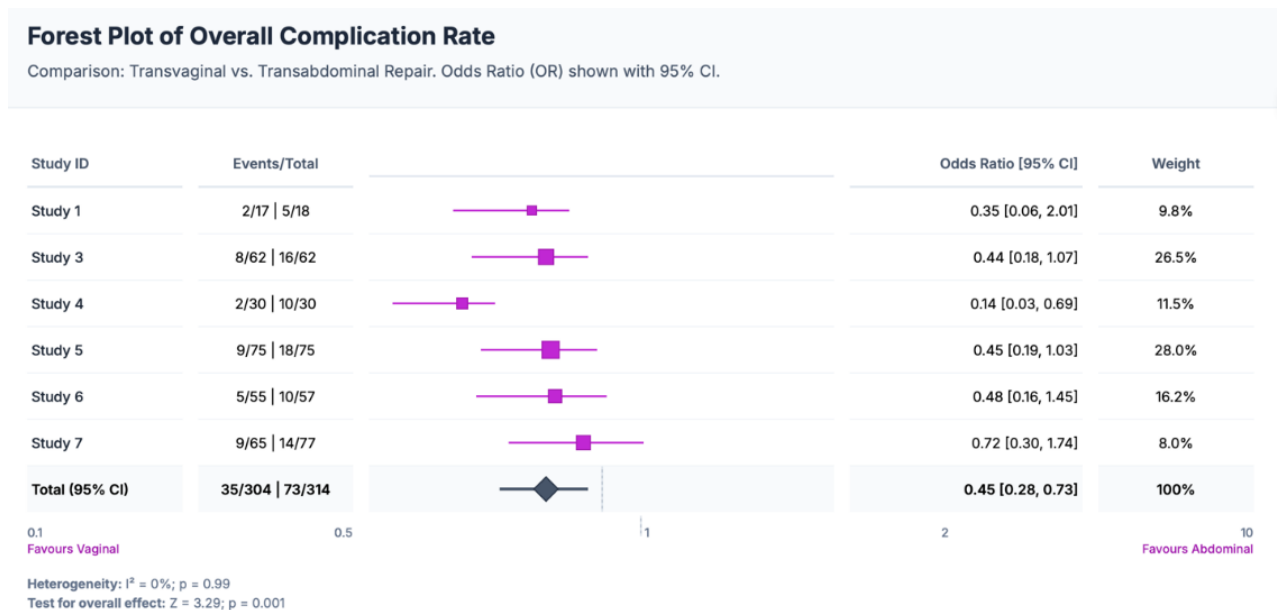 Forest Plot of Overall Complication Rate
Comparison: Transvaginal vs. Transabdominal Repair. Odds Ratio (OR) shown with 95% CI.
Study ID Events/Total Odds Ratio [95% CI] Weight
Study 1 2/17 | 5/18 0.35 [0.06, 2.01] 9.8%
Study 3 8/62 | 16/62 0.44 [0.18, 1.07] 26.5%
Study 4 2/30 | 10/30 0.14 [0.03, 0.69] 11.5%
Study 5 9/75 | 18/75 0.45 [0.19, 1.03] 28.0%
Study 6 5/55 | 10/57 0.48 [0.16, 1.45] 16.2%
Study 7 9/65 | 14/77 0.72 [0.30, 1.74] 8.0%
Total (95% CI) 35/304 | 73/314 0.45 [0.28, 0.73] 100%
0.1 0.5 1 2 10
Favours Vaginal Favours Abdominal
Heterogeneity: I² = 0%; p = 0.99
Test for overall effect: Z = 3.29; p = 0.001